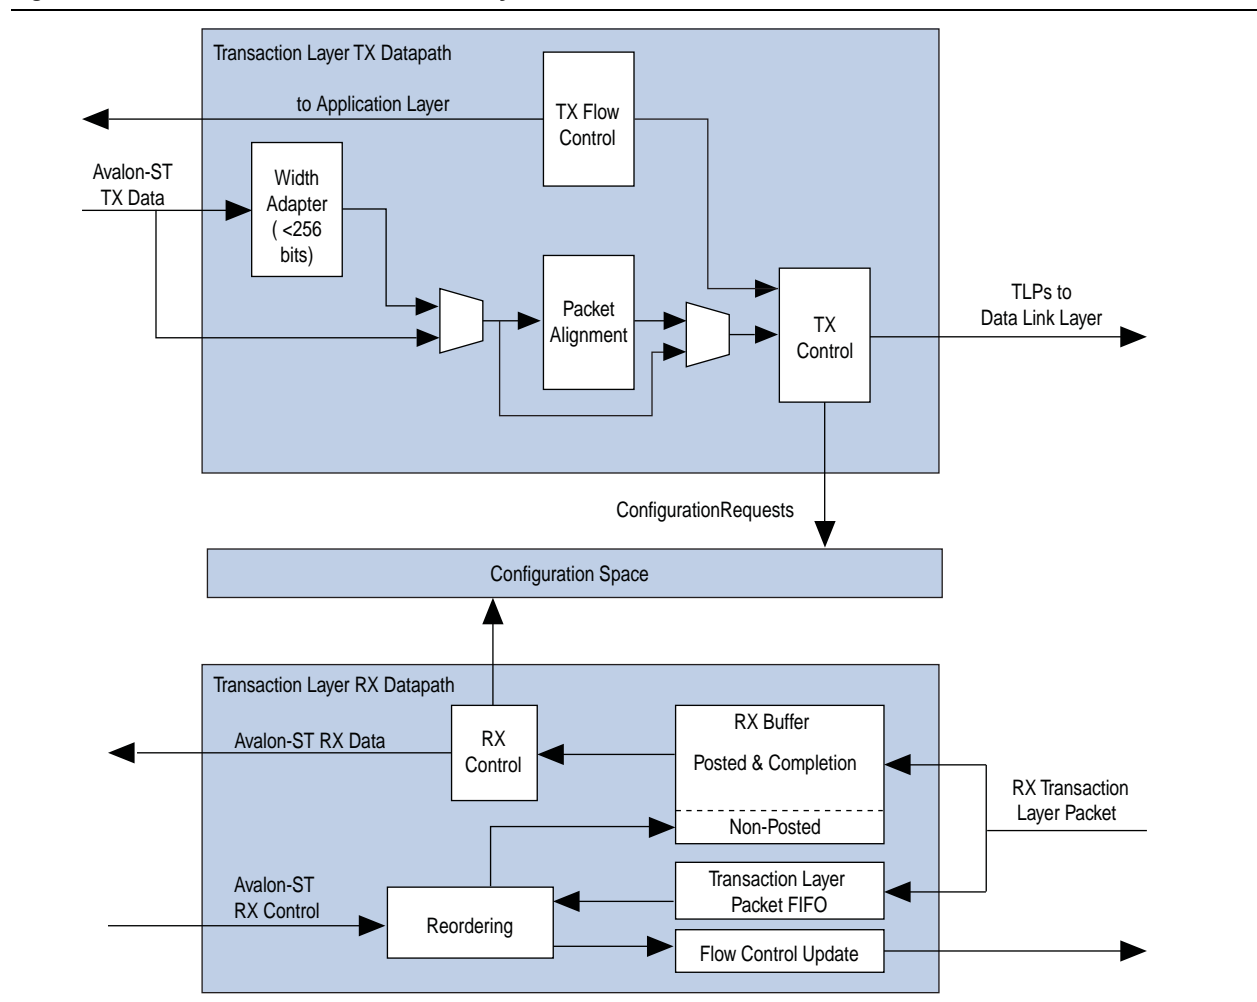 Transaction Layer TX Datapath
to Application Layer
TX Flow
Control
Avalon-ST
TX Data
Width
Adapter
( <256
bits)
Packet
Alignment
TX
Control
TLPs to
Data Link Layer
ConfigurationRequests
Configuration Space
Transaction Layer RX Datapath
Avalon-ST RX Data
RX
Control
RX Buffer
Posted & Completion
Non-Posted
RX Transaction
Layer Packet
Transaction Layer
Packet FIFO
Avalon-ST
RX Control
Reordering
Flow Control Update